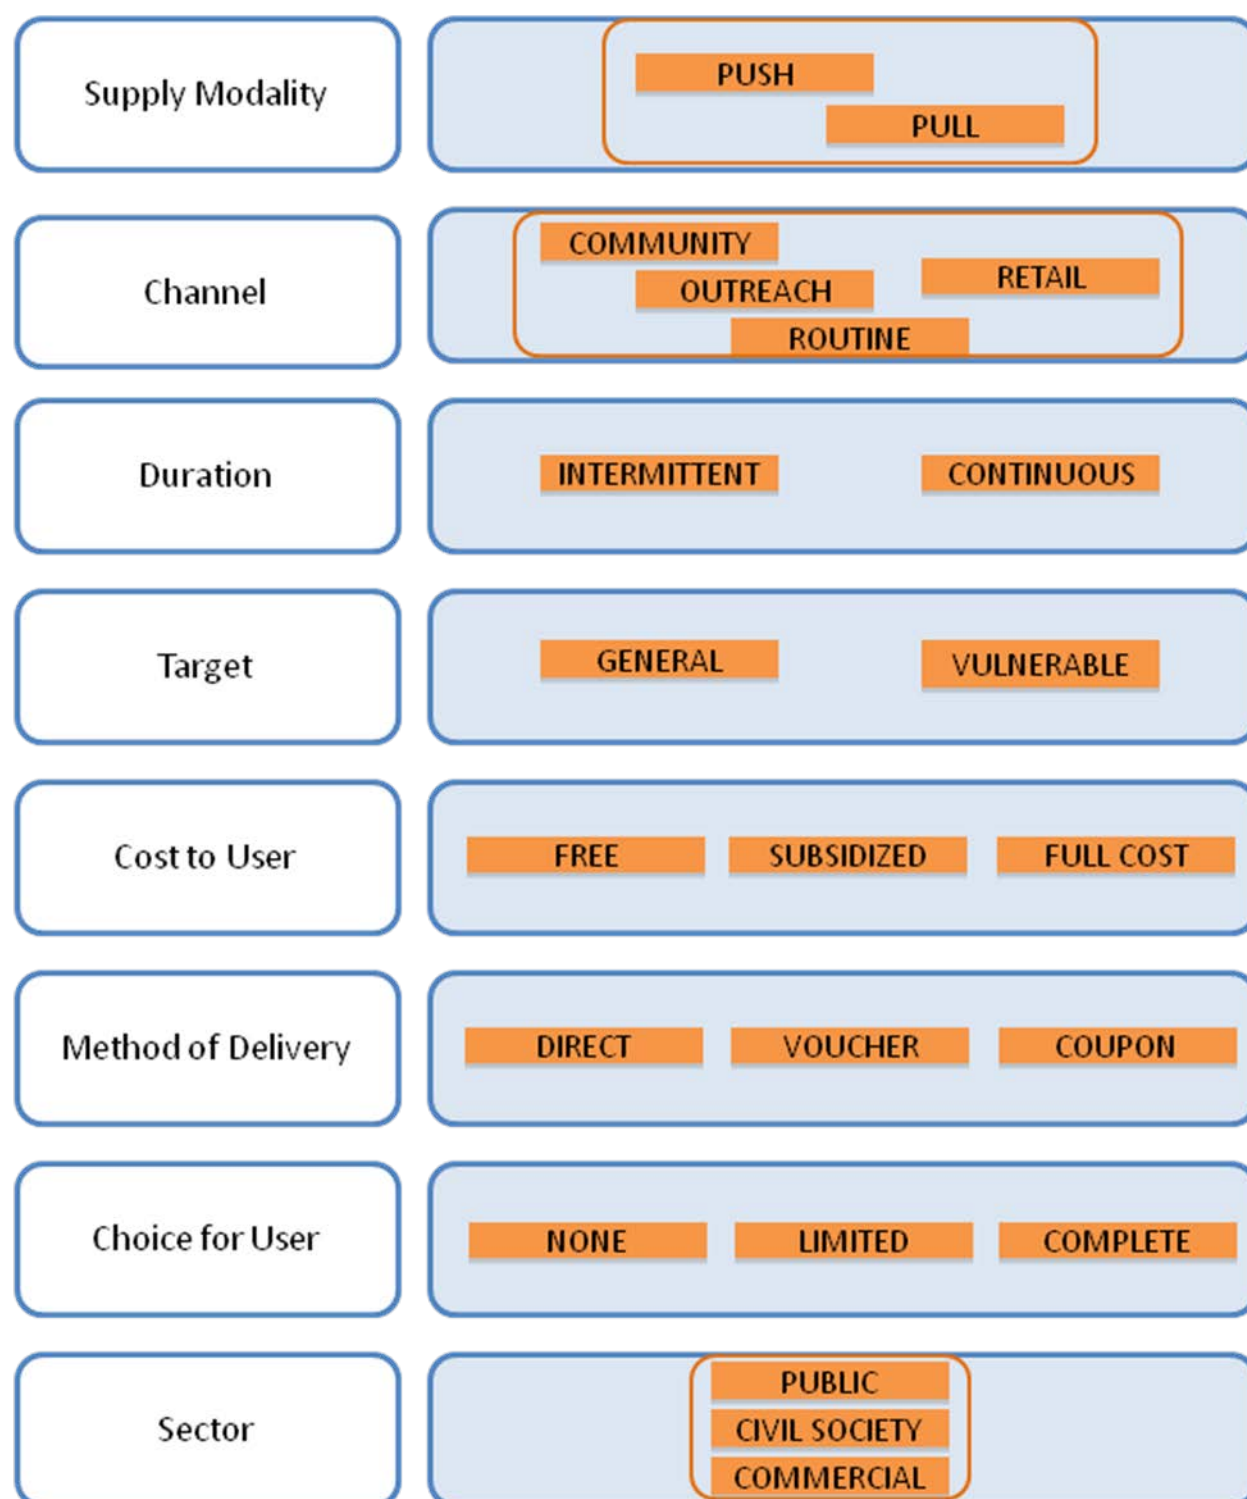 Supply Modality
PUSH
PULL
Channel
COMMUNITY
OUTREACH
RETAIL
ROUTINE
Duration
INTERMITTENT
CONTINUOUS
Target
GENERAL
VULNERABLE
Cost to User
FREE
SUBSIDIZED
FULL COST
Method of Delivery
DIRECT
VOUCHER
COUPON
Choice for User
NONE
LIMITED
COMPLETE
Sector
PUBLIC
CIVIL SOCIETY
COMMERCIAL